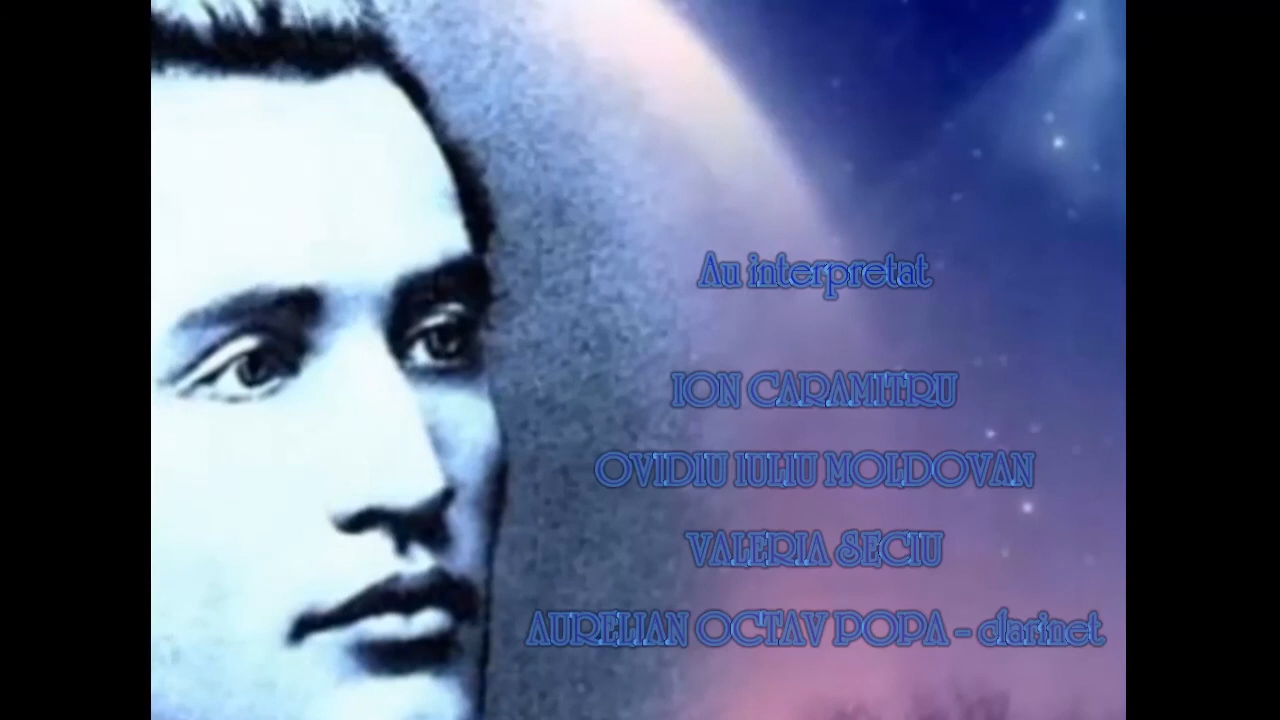 Au interpretat
ION CARAMITRU
OVIDIU IULIU MOLDOVAN
VALERIA SECIU
AURELIAN OCTAV POPA - clarinet